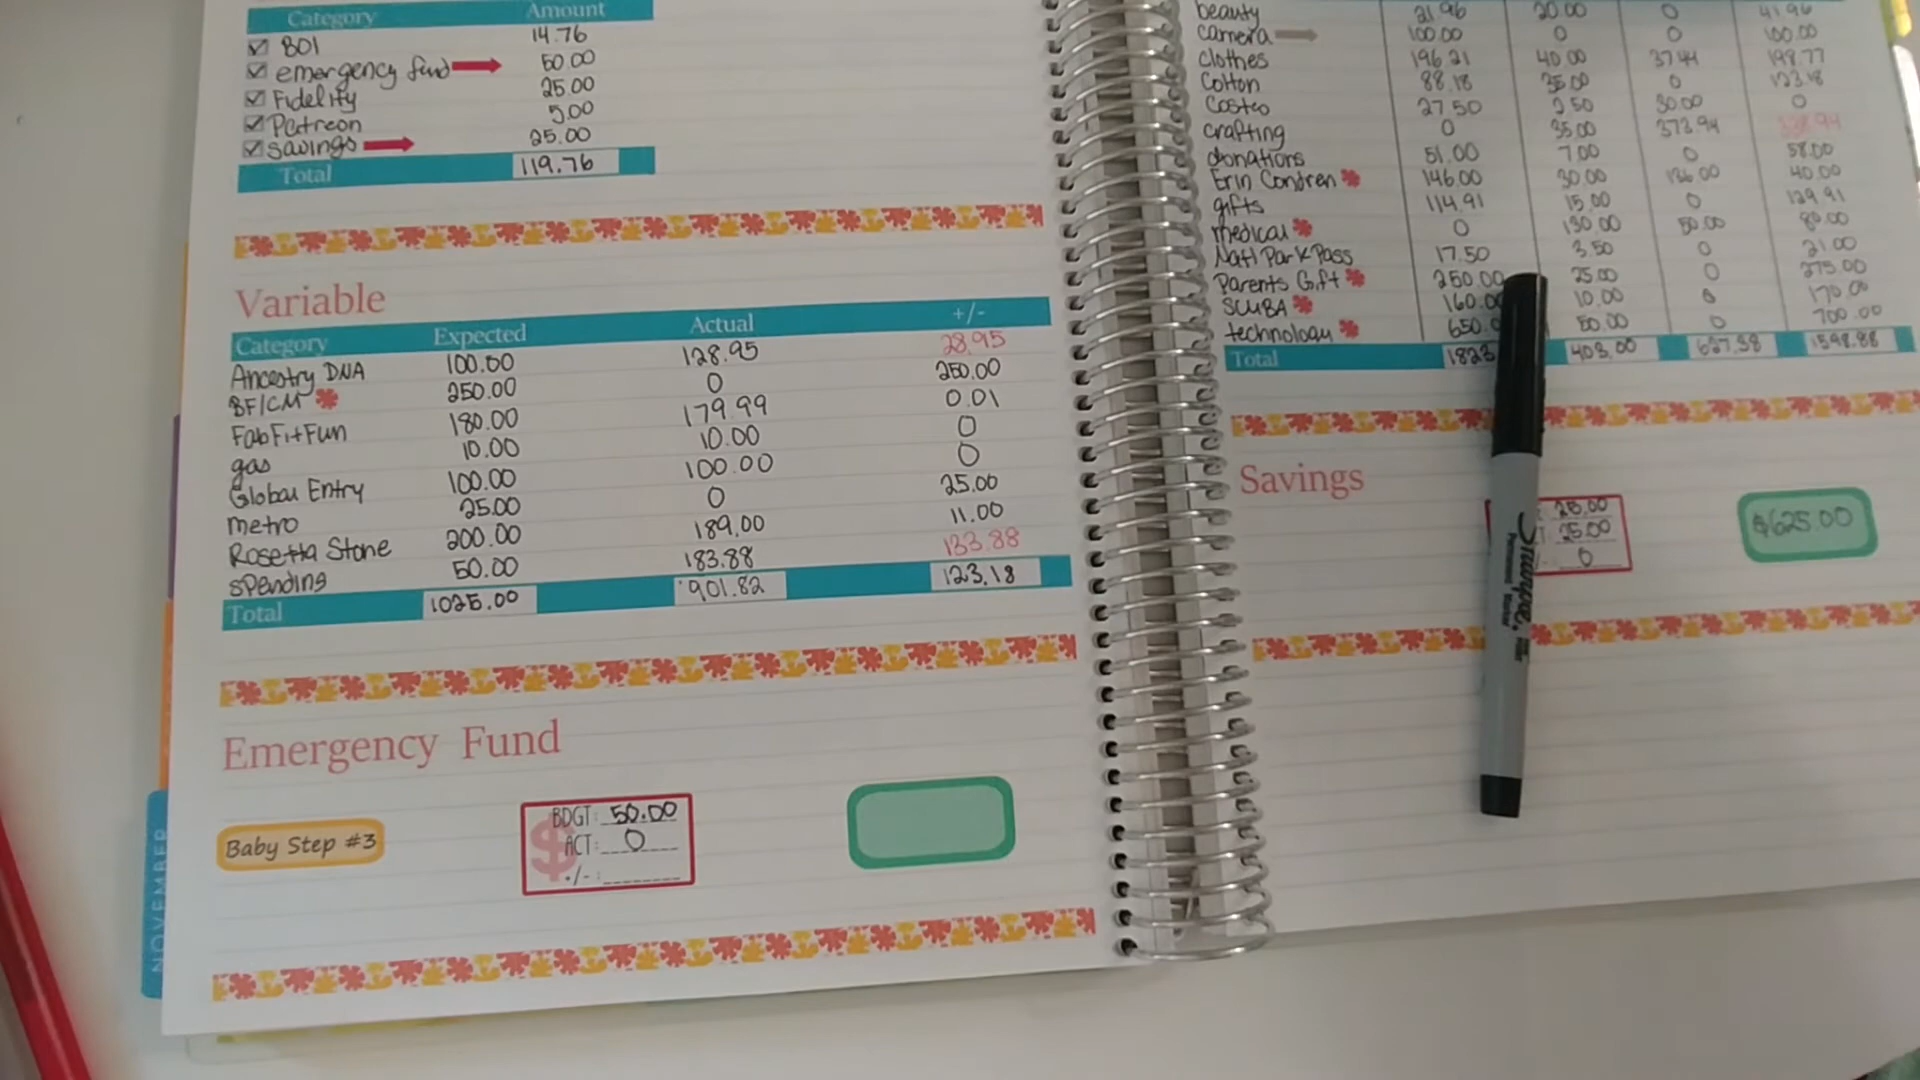 Category Amount
BOI 14.76
emergency fund 50.00
Fidelity 25.00
Patreon 5.00
savings 25.00
Total 119.76
Variable
Category Expected Actual +/-
Ancestry DNA 100.00 128.95 28.95
BF/CM 250.00 0 250.00
FabFitFun 180.00 179.99 0.01
gas 10.00 10.00 0
Global Entry 100.00 100.00 0
metro 25.00 0 25.00
Rosetta Stone 200.00 189.00 11.00
spending 50.00 183.88 133.88
Total 1025.00 901.82 123.18
Emergency Fund
Baby Step #3
BDGT: 50.00
ACT: 0
+/- :
NOVEMBER
beauty 21.96 20.00 0 41.96
camera 100.00 0 0 100.00
clothes 196.21 40.00 37.44 198.77
Cotton 88.18 35.00 0 123.18
Costco 27.50 2.50 30.00 0
crafting 0 35.00 373.94 338.94
donations 51.00 7.00 0 58.00
Erin Condren 146.00 30.00 136.00 40.00
gifts 114.91 15.00 0 129.91
medical 0 130.00 50.00 80.00
Nat'l Park Pass 17.50 3.50 0 21.00
Parents Gift 250.00 25.00 0 275.00
SCUBA 160.00 10.00 0 170.00
technology 650.0 50.00 0 700.00
Total 1823 403.00 627.38 1598.88
Savings
25.00
25.00
0
$625.00
Sharpie